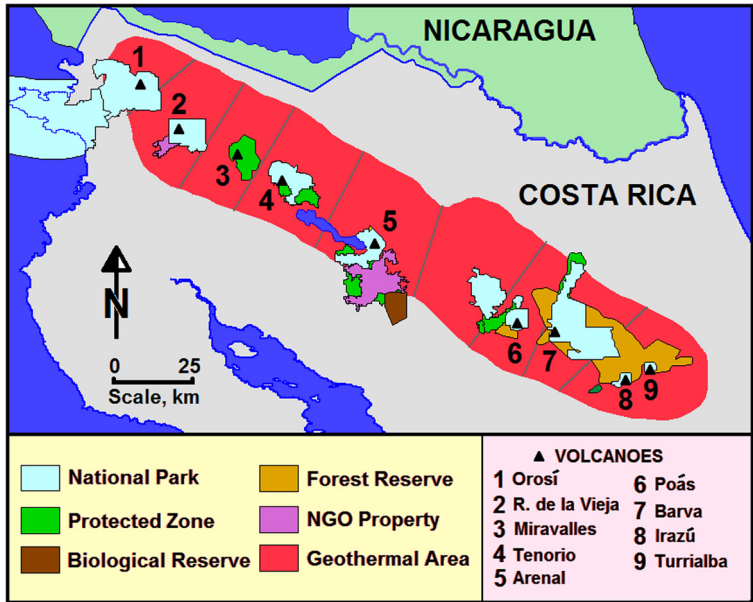 NICARAGUA
COSTA RICA
1
2
3
4
5
6
7
8
9
N
0 25
Scale, km
National Park
Protected Zone
Biological Reserve
Forest Reserve
NGO Property
Geothermal Area
VOLCANOES
1 Orosí
2 R. de la Vieja
3 Miravalles
4 Tenorio
5 Arenal
6 Poás
7 Barva
8 Irazú
9 Turrialba